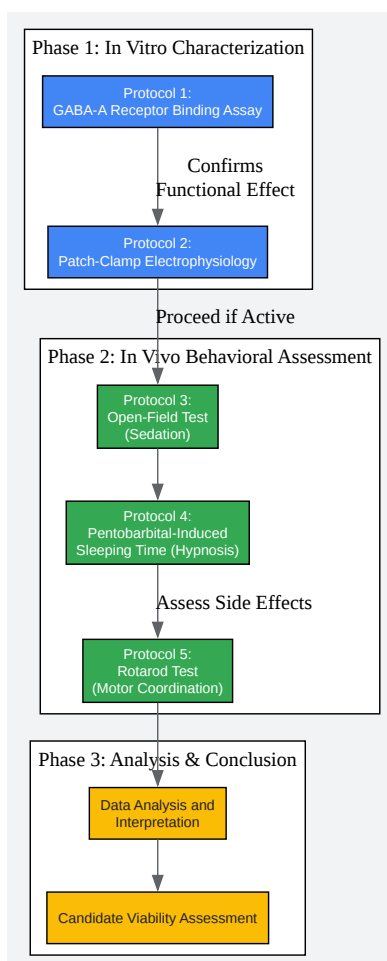 Phase 1: In Vitro Characterization
Protocol 1:
GABA-A Receptor Binding Assay
Confirms
Functional Effect
Protocol 2:
Patch-Clamp Electrophysiology
Proceed if Active
Phase 2: In Vivo Behavioral Assessment
Protocol 3:
Open-Field Test
(Sedation)
Protocol 4:
Pentobarbital-Induced
Sleeping Time (Hypnosis)
Assess Side Effects
Protocol 5:
Rotarod Test
(Motor Coordination)
Phase 3: Analysis & Conclusion
Data Analysis and
Interpretation
Candidate Viability Assessment